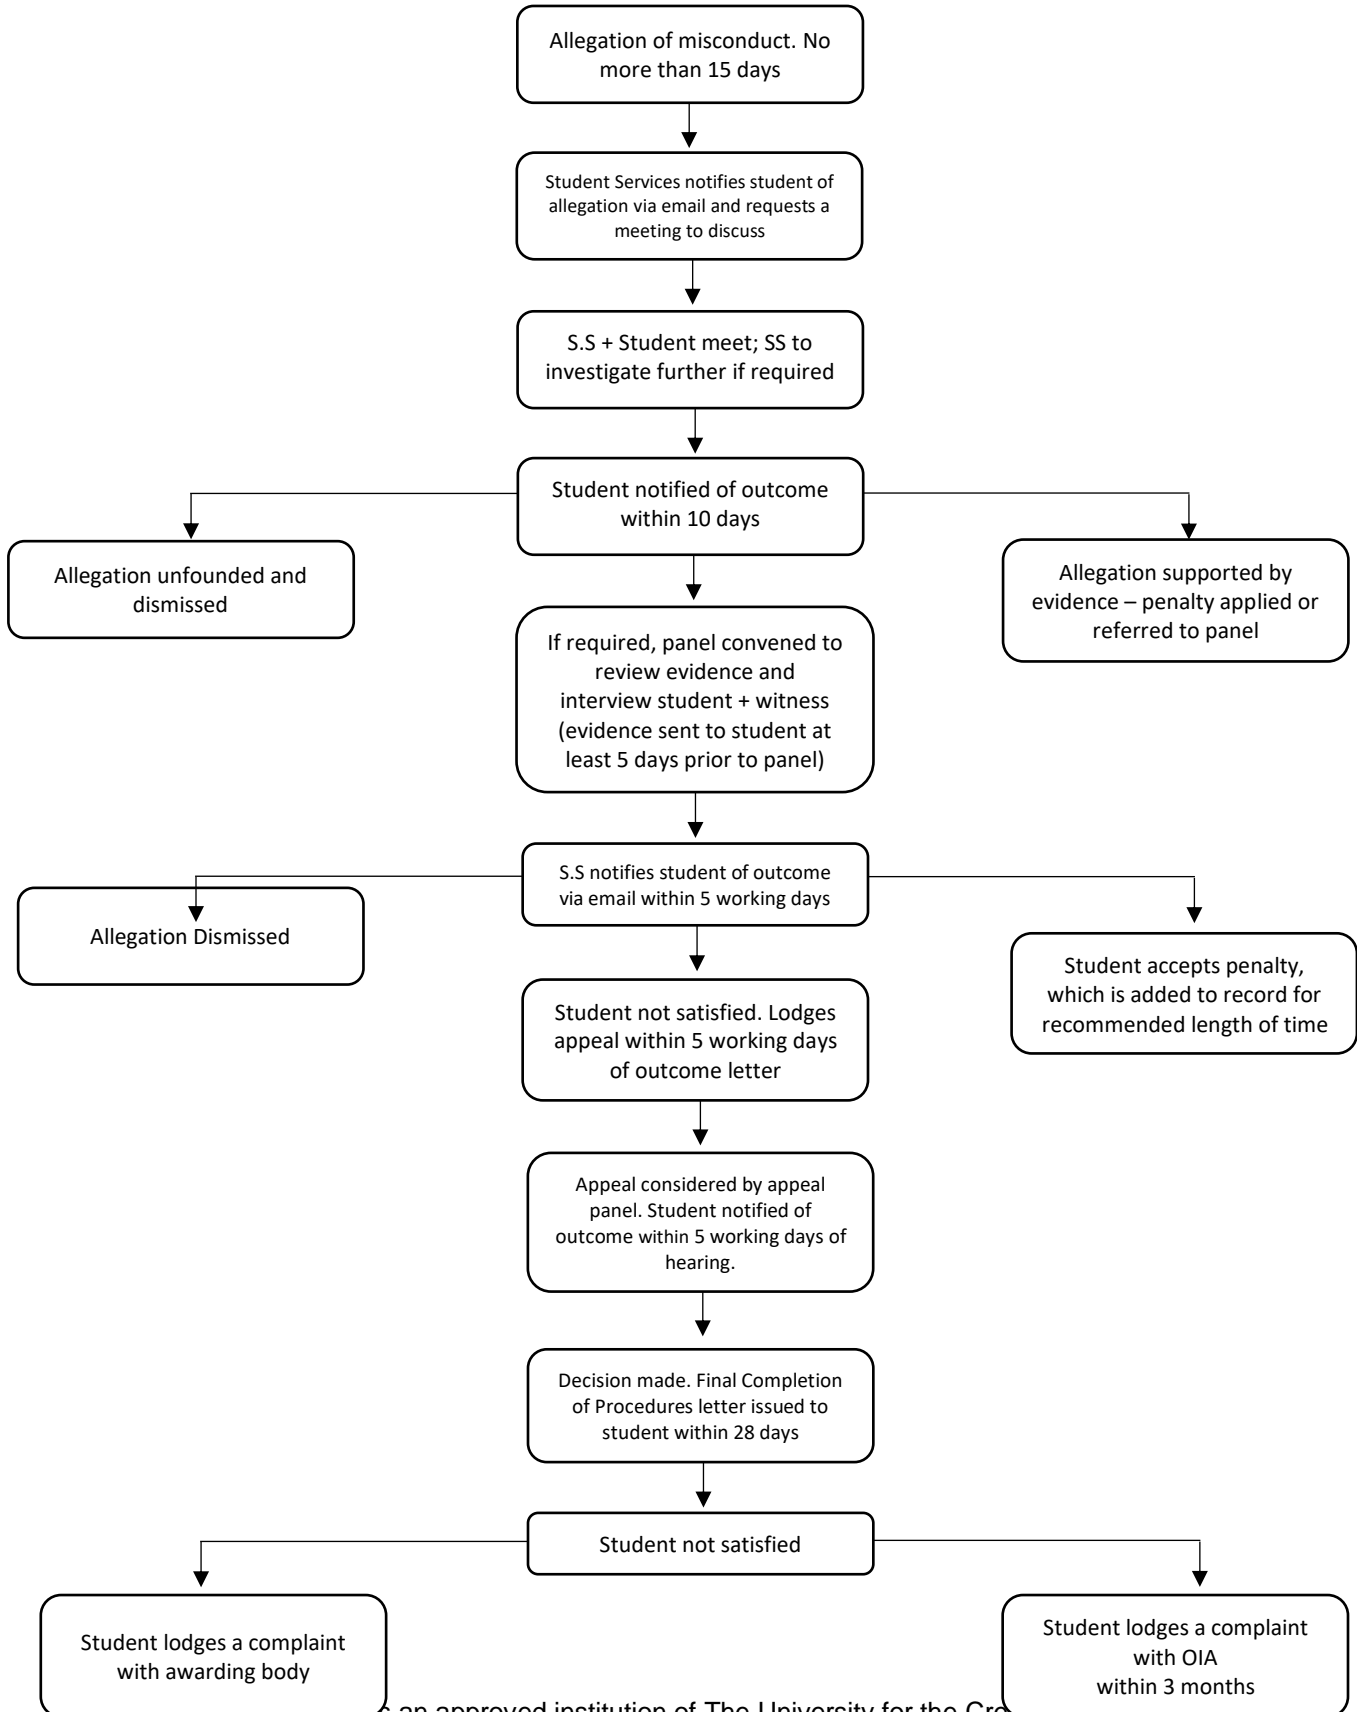 Allegation of misconduct. No
more than 15 days
Student Services notifies student of
allegation via email and requests a
meeting to discuss
S.S + Student meet; SS to
investigate further if required
Student notified of outcome
within 10 days
Allegation unfounded and
dismissed
Allegation supported by
evidence – penalty applied or
referred to panel
If required, panel convened to
review evidence and
interview student + witness
(evidence sent to student at
least 5 days prior to panel)
S.S notifies student of outcome
via email within 5 working days
Allegation Dismissed
Student accepts penalty,
which is added to record for
recommended length of time
Student not satisfied. Lodges
appeal within 5 working days
of outcome letter
Appeal considered by appeal
panel. Student notified of
outcome within 5 working days of
hearing.
Decision made. Final Completion
of Procedures letter issued to
student within 28 days
Student not satisfied
Student lodges a complaint
with awarding body
Student lodges a complaint
with OIA
within 3 months
an approved institution of The University for the